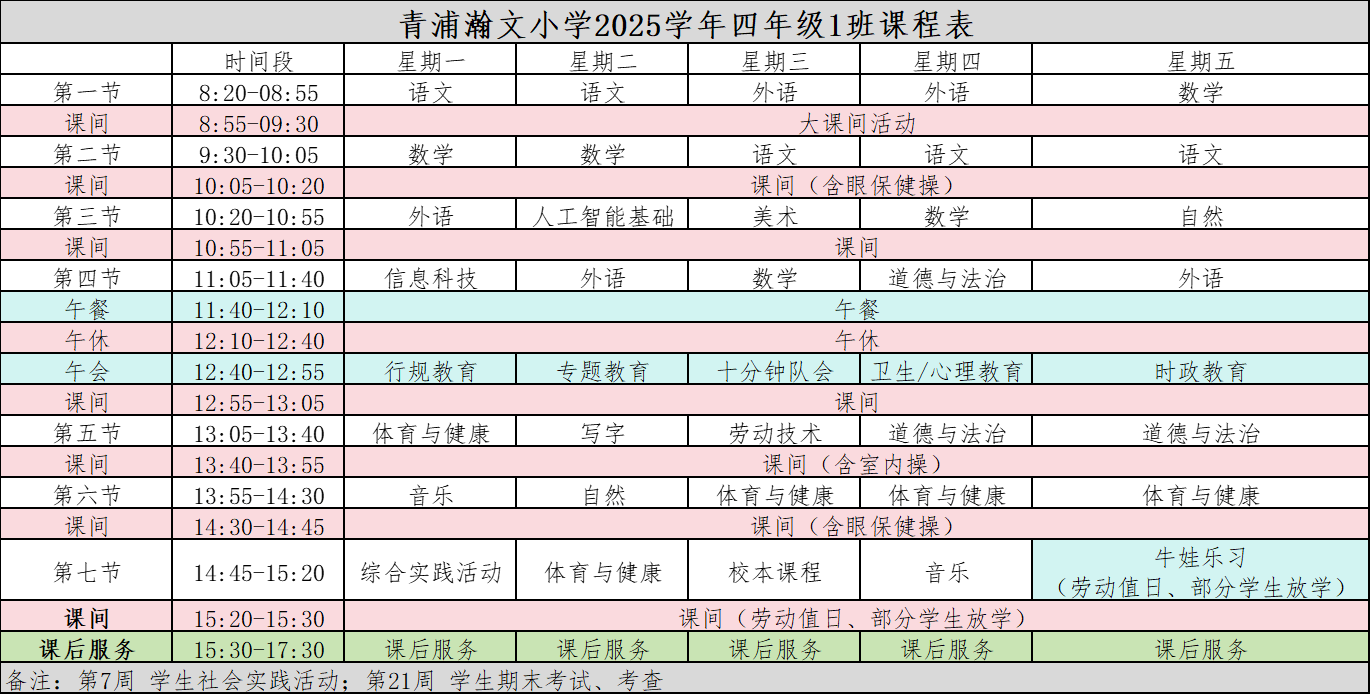 青浦瀚文小学2025学年四年级1班课程表
时间段 星期一 星期二 星期三 星期四 星期五
第一节 8:20-08:55 语文 语文 外语 外语 数学
课间 8:55-09:30 大课间活动
第二节 9:30-10:05 数学 数学 语文 语文 语文
课间 10:05-10:20 课间（含眼保健操）
第三节 10:20-10:55 外语 人工智能基础 美术 数学 自然
课间 10:55-11:05 课间
第四节 11:05-11:40 信息科技 外语 数学 道德与法治 外语
午餐 11:40-12:10 午餐
午休 12:10-12:40 午休
午会 12:40-12:55 行规教育 专题教育 十分钟队会 卫生/心理教育 时政教育
课间 12:55-13:05 课间
第五节 13:05-13:40 体育与健康 写字 劳动技术 道德与法治 道德与法治
课间 13:40-13:55 课间（含室内操）
第六节 13:55-14:30 音乐 自然 体育与健康 体育与健康 体育与健康
课间 14:30-14:45 课间（含眼保健操）
第七节 14:45-15:20 综合实践活动 体育与健康 校本课程 音乐 牛娃乐习
（劳动值日、部分学生放学）
课间 15:20-15:30 课间（劳动值日、部分学生放学）
课后服务 15:30-17:30 课后服务 课后服务 课后服务 课后服务 课后服务
备注：第7周 学生社会实践活动；第21周 学生期末考试、考查